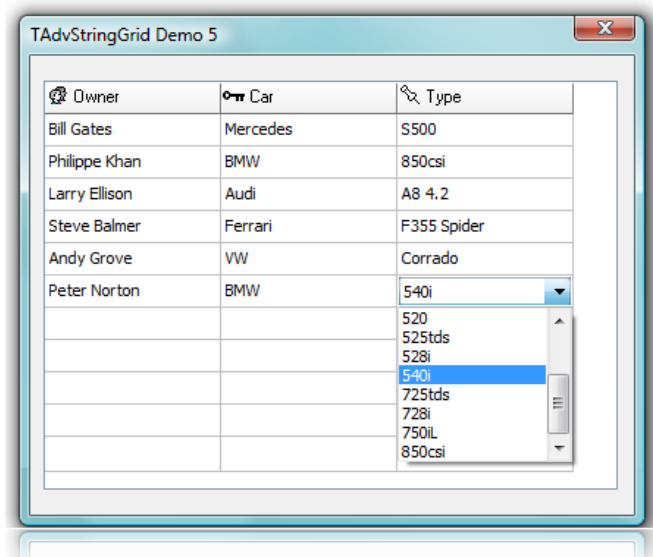 TAdvStringGrid Demo 5
X
Owner Car Type
Bill Gates Mercedes S500
Philippe Khan BMW 850csi
Larry Ellison Audi A8 4.2
Steve Balmer Ferrari F355 Spider
Andy Grove VW Corrado
Peter Norton BMW 540i
520
525tds
528i
540i
725tds
728i
750iL
850csi